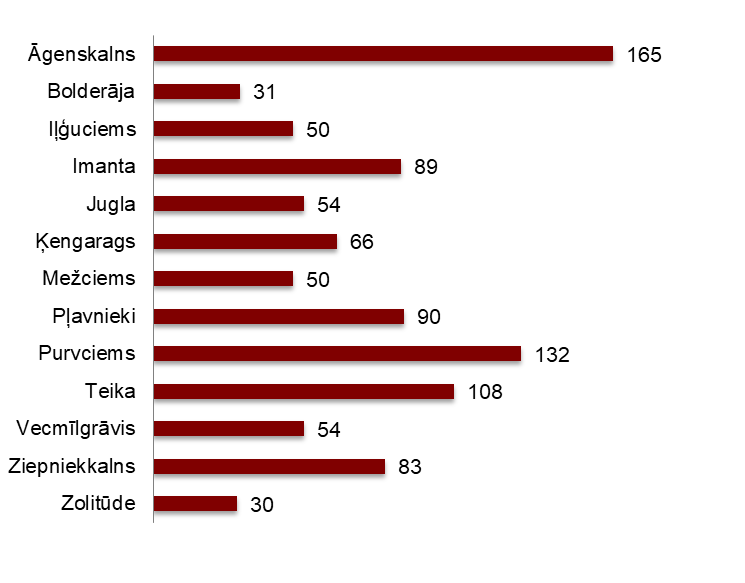 Āgenskalns 165
Bolderāja 31
Iļģuciems 50
Imanta 89
Jugla 54
Ķengarags 66
Mežciems 50
Pļavnieki 90
Purvciems 132
Teika 108
Vecmīlgrāvis 54
Ziepniekkalns 83
Zolitūde 30